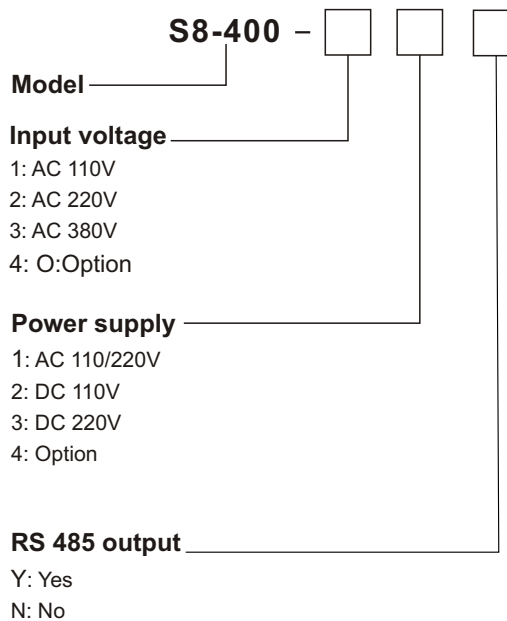 S8-400 –
Model
Input voltage
1: AC 110V
2: AC 220V
3: AC 380V
4: O:Option
Power supply
1: AC 110/220V
2: DC 110V
3: DC 220V
4: Option
RS 485 output
Y: Yes
N: No